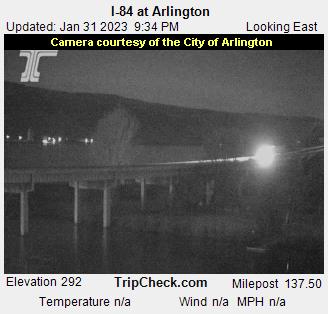 I-84 at Arlington
Updated: Jan 31 2023 9:34 PM Looking East
Camera courtesy of the City of Arlington
Elevation 292 TripCheck.com Milepost 137.50
Temperature n/a Wind n/a MPH n/a